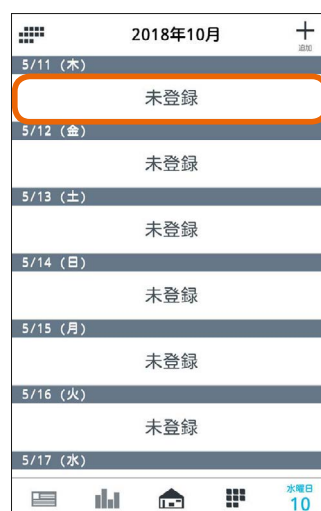 2018年10月
追加
5/11 (木)
未登録
5/12 (金)
未登録
5/13 (土)
未登録
5/14 (日)
未登録
5/15 (月)
未登録
5/16 (火)
未登録
5/17 (水)
水曜日
10